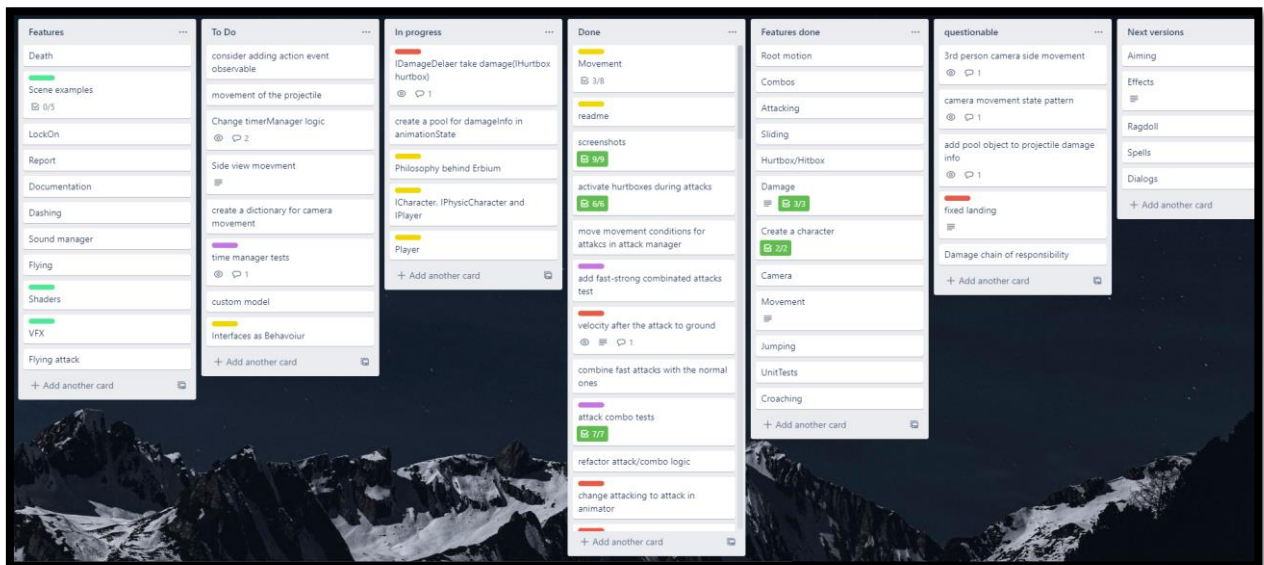 Features
Death
Scene examples
0/5
LockOn
Report
Documentation
Dashing
Sound manager
Flying
Shaders
VFX
Flying attack
+ Add another card
To Do
consider adding action event
observable
movement of the projectile
Change timerManager logic
2
Side view moevment
create a dictionary for camera
movement
time manager tests
1
custom model
Interfaces as Behavoiur
+ Add another card
In progress
IDamageDelaer take damage(IHurtbox
hurtbox)
1
create a pool for damageInfo in
animationState
Philosophy behind Erbium
ICharacter. IPhysicCharacter and
IPlayer
Player
+ Add another card
Done
Movement
3/8
readme
screenshots
9/9
activate hurtboxes during attacks
6/6
move movement conditions for
attakcs in attack manager
add fast-strong combinated attacks
test
velocity after the attack to ground
1
combine fast attacks with the normal
ones
attack combo tests
7/7
refactor attack/combo logic
change attacking to attack in
animator
+ Add another card
Features done
Root motion
Combos
Attacking
Sliding
Hurtbox/Hitbox
Damage
3/3
Create a character
2/2
Camera
Movement
Jumping
UnitTests
Croaching
+ Add another card
questionable
3rd person camera side movement
1
camera movement state pattern
1
add pool object to projectile damage
info
1
fixed landing
Damage chain of responsibility
+ Add another card
Next versions
Aiming
Effects
Ragdoll
Spells
Dialogs
+ Add another card